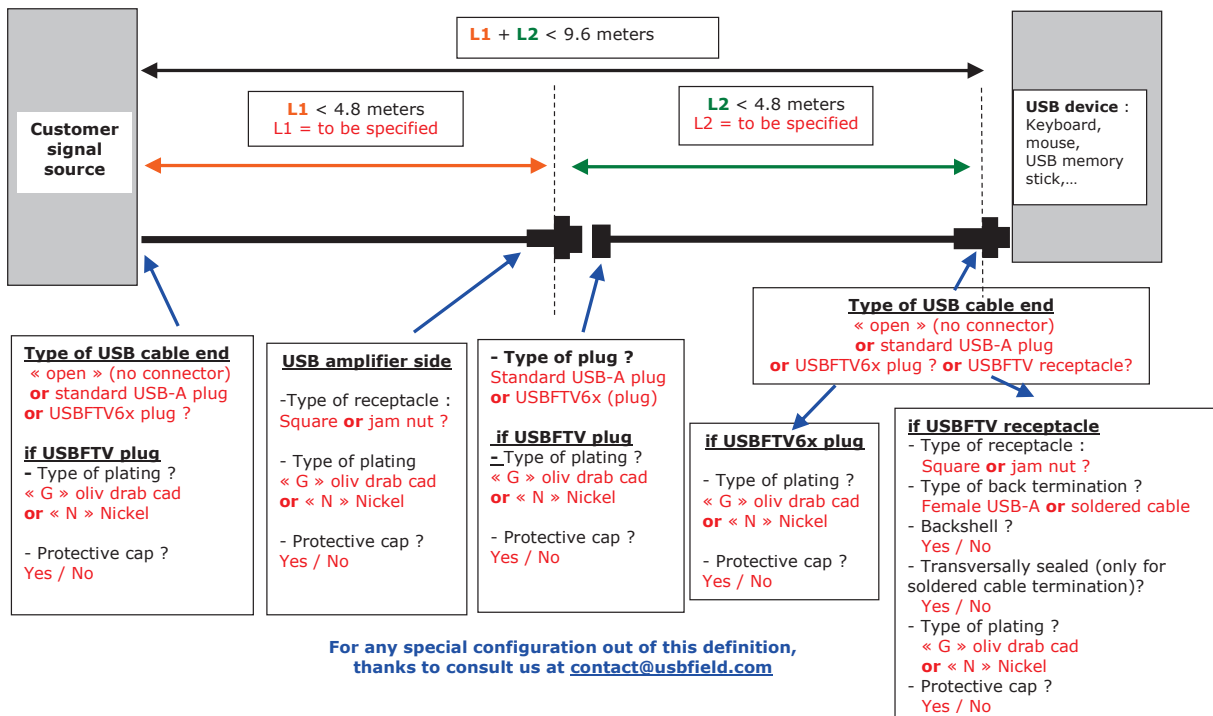 L1 + L2 < 9.6 meters
Customer
signal
source
L1 < 4.8 meters
L1 = to be specified
L2 < 4.8 meters
L2 = to be specified
USB device :
Keyboard,
mouse,
USB memory
stick,...
Type of USB cable end
« open » (no connector)
or standard USB-A plug
or USBFTV6x plug ?
if USBFTV plug
- Type of plating ?
« G » oliv drab cad
or « N » Nickel
- Protective cap ?
Yes / No
USB amplifier side
-Type of receptacle :
Square or jam nut ?
- Type of plating
« G » oliv drab cad
or « N » Nickel
- Protective cap ?
Yes / No
- Type of plug ?
Standard USB-A plug
or USBFTV6x (plug)
if USBFTV plug
- Type of plating ?
« G » oliv drab cad
or « N » Nickel
- Protective cap ?
Yes / No
Type of USB cable end
« open » (no connector)
or standard USB-A plug
or USBFTV6x plug ? or USBFTV receptacle?
if USBFTV6x plug
- Type of plating ?
« G » oliv drab cad
or « N » Nickel
- Protective cap ?
Yes / No
if USBFTV receptacle
- Type of receptacle :
Square or jam nut ?
- Type of back termination ?
Female USB-A or soldered cable
- Backshell ?
Yes / No
- Transversally sealed (only for
soldered cable termination)?
Yes / No
- Type of plating ?
« G » oliv drab cad
or « N » Nickel
- Protective cap ?
Yes / No
For any special configuration out of this definition,
thanks to consult us at contact@usbfield.com